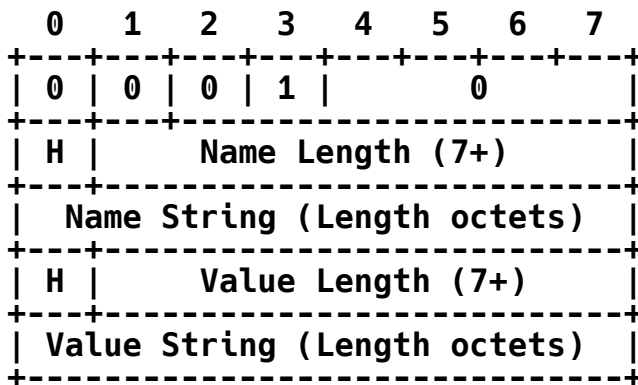 0   1   2   3   4   5   6   7
+---+---+---+---+---+---+---+---+
| 0 | 0 | 0 | 1 |       0       |
+---+---+-----------------------+
| H |     Name Length (7+)      |
+---+---------------------------+
|  Name String (Length octets)  |
+---+---------------------------+
| H |     Value Length (7+)     |
+---+---------------------------+
| Value String (Length octets)  |
+-------------------------------+